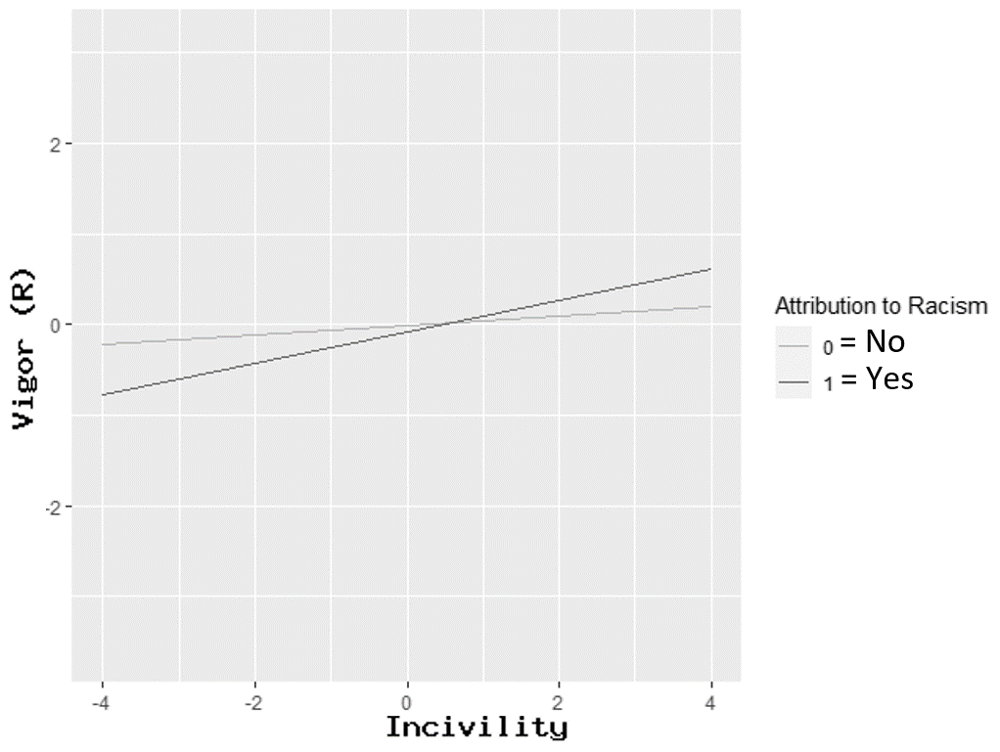 2
0
-2
Vigor (R)
-4
-2
0
2
4
Incivility
Attribution to Racism
0 = No
1 = Yes